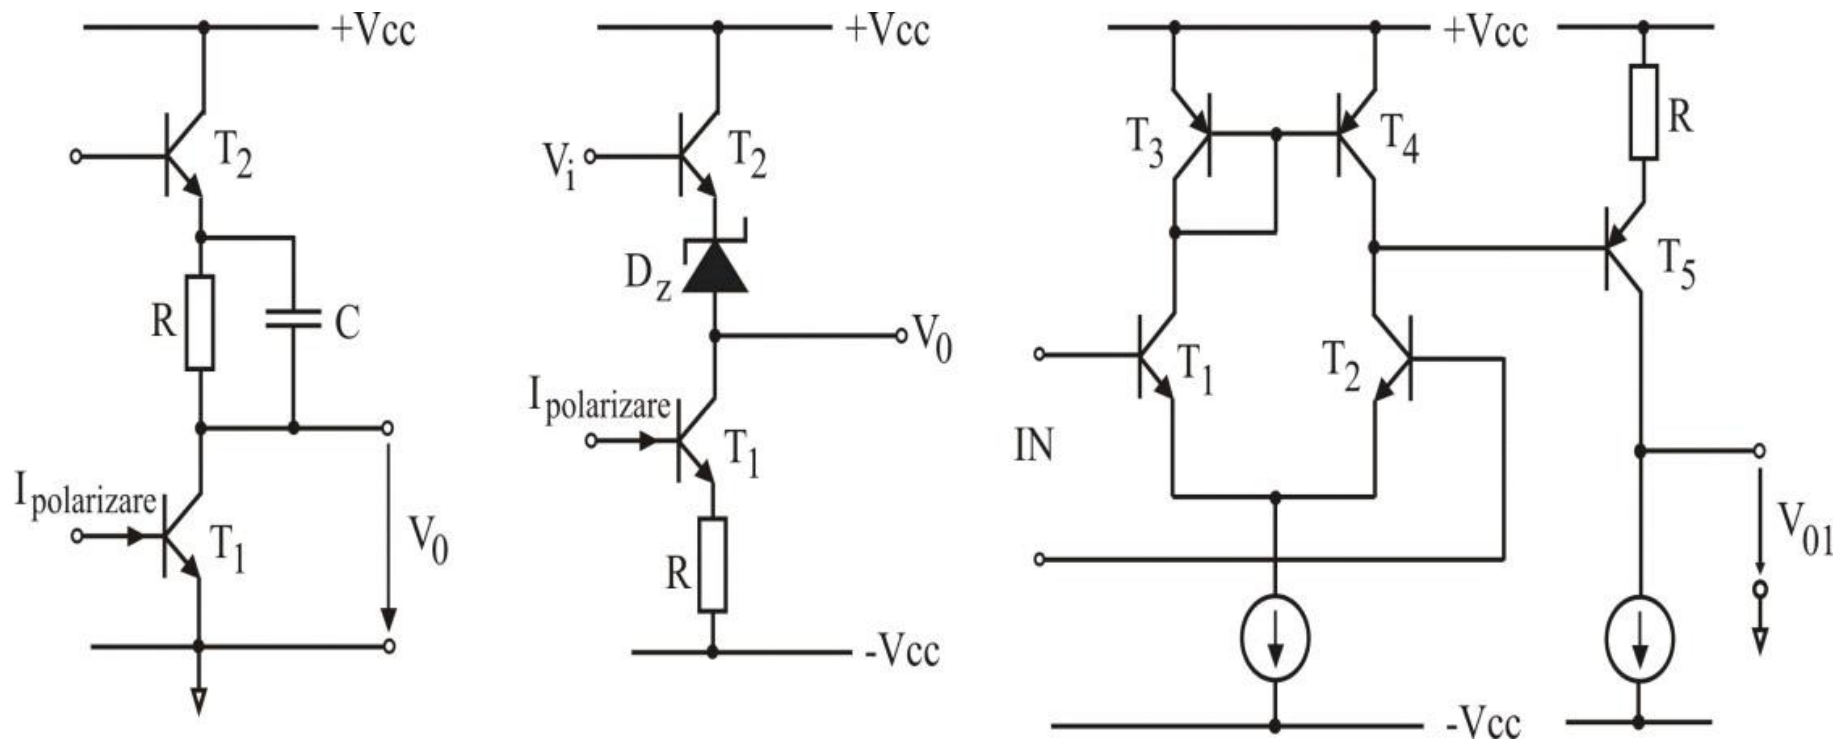 +Vcc
T2
R
C
Ipolarizare
T1
V0
+Vcc
Vi
T2
Dz
V0
Ipolarizare
T1
R
-Vcc
+Vcc
T3
T4
R
T5
T1
T2
IN
V01
-Vcc